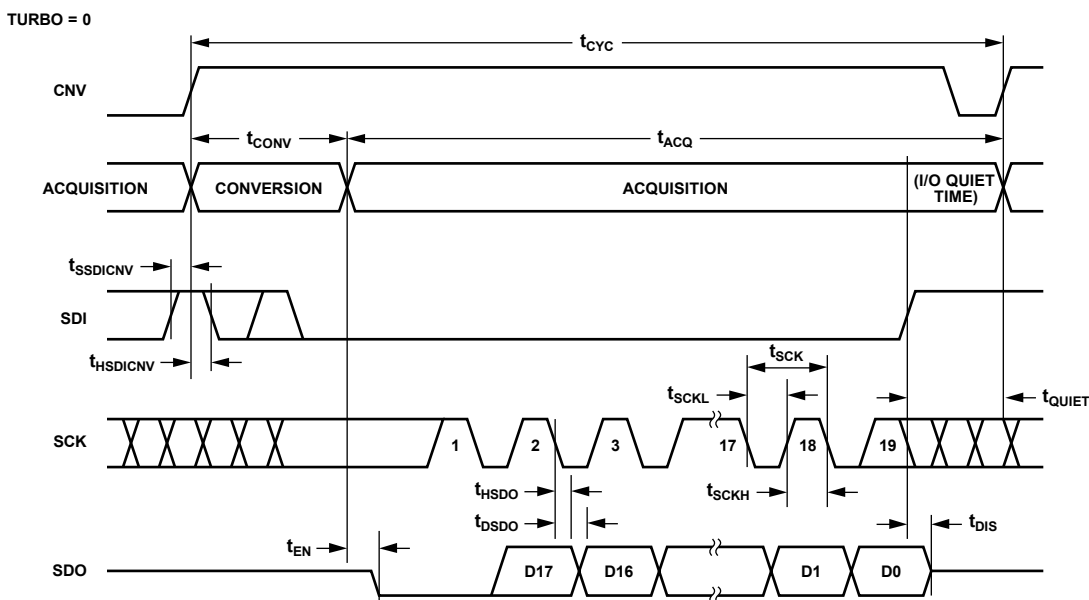 TURBO = 0
tCYC
CNV
tCONV
tACQ
ACQUISITION
CONVERSION
ACQUISITION
(I/O QUIET
TIME)
tSSDICNV
SDI
tHSDICNV
tSCK
tSCKL
tQUIET
SCK
1
2
3
17
18
19
tHSDO
tSCKH
tDSDO
tDIS
tEN
SDO
D17
D16
D1
D0